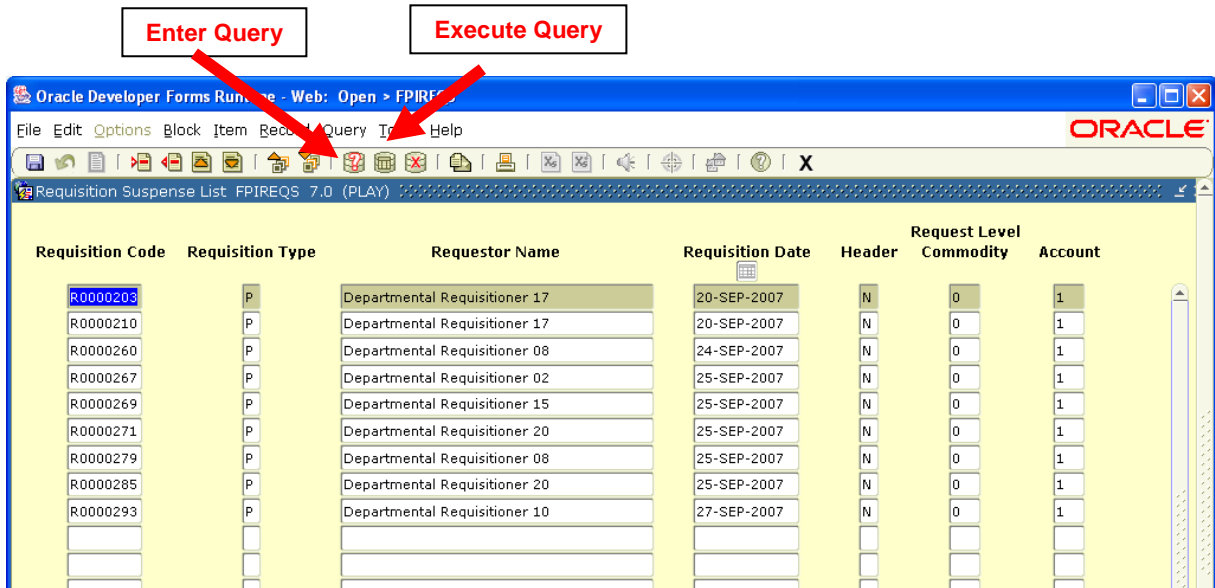 Enter Query
Execute Query
Oracle Developer Forms Runtime - Web: Open > FPIREQS
File Edit Options Block Item Record Query Tools Help
ORACLE
X
Requisition Suspense List FPIREQS 7.0 (PLAY)
Request Level
Requisition Code Requisition Type Requestor Name Requisition Date Header Commodity Account
R0000203 P Departmental Requisitioner 17 20-SEP-2007 N 0 1
R0000210 P Departmental Requisitioner 17 20-SEP-2007 N 0 1
R0000260 P Departmental Requisitioner 08 24-SEP-2007 N 0 1
R0000267 P Departmental Requisitioner 02 25-SEP-2007 N 0 1
R0000269 P Departmental Requisitioner 15 25-SEP-2007 N 0 1
R0000271 P Departmental Requisitioner 20 25-SEP-2007 N 0 1
R0000279 P Departmental Requisitioner 08 25-SEP-2007 N 0 1
R0000285 P Departmental Requisitioner 20 25-SEP-2007 N 0 1
R0000293 P Departmental Requisitioner 10 27-SEP-2007 N 0 1